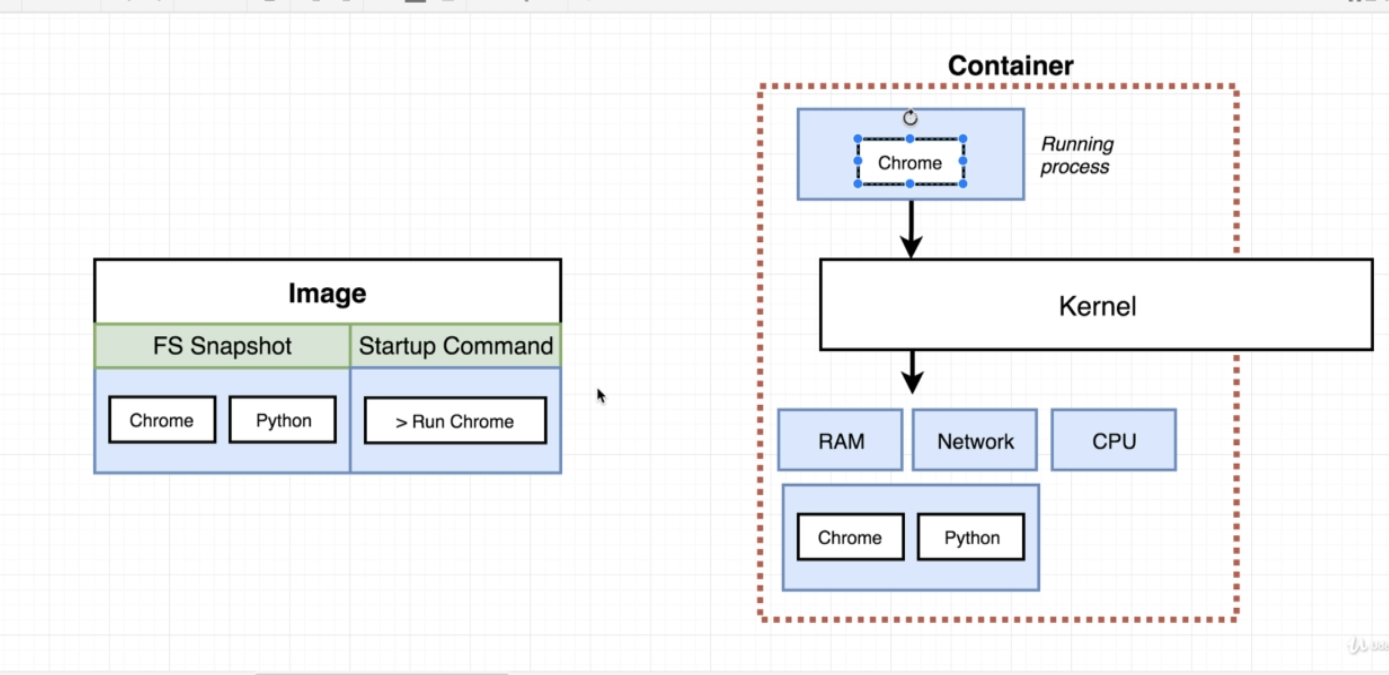 Container
Chrome
Running
process
Kernel
Image
FS Snapshot
Startup Command
Chrome
Python
> Run Chrome
RAM
Network
CPU
Chrome
Python